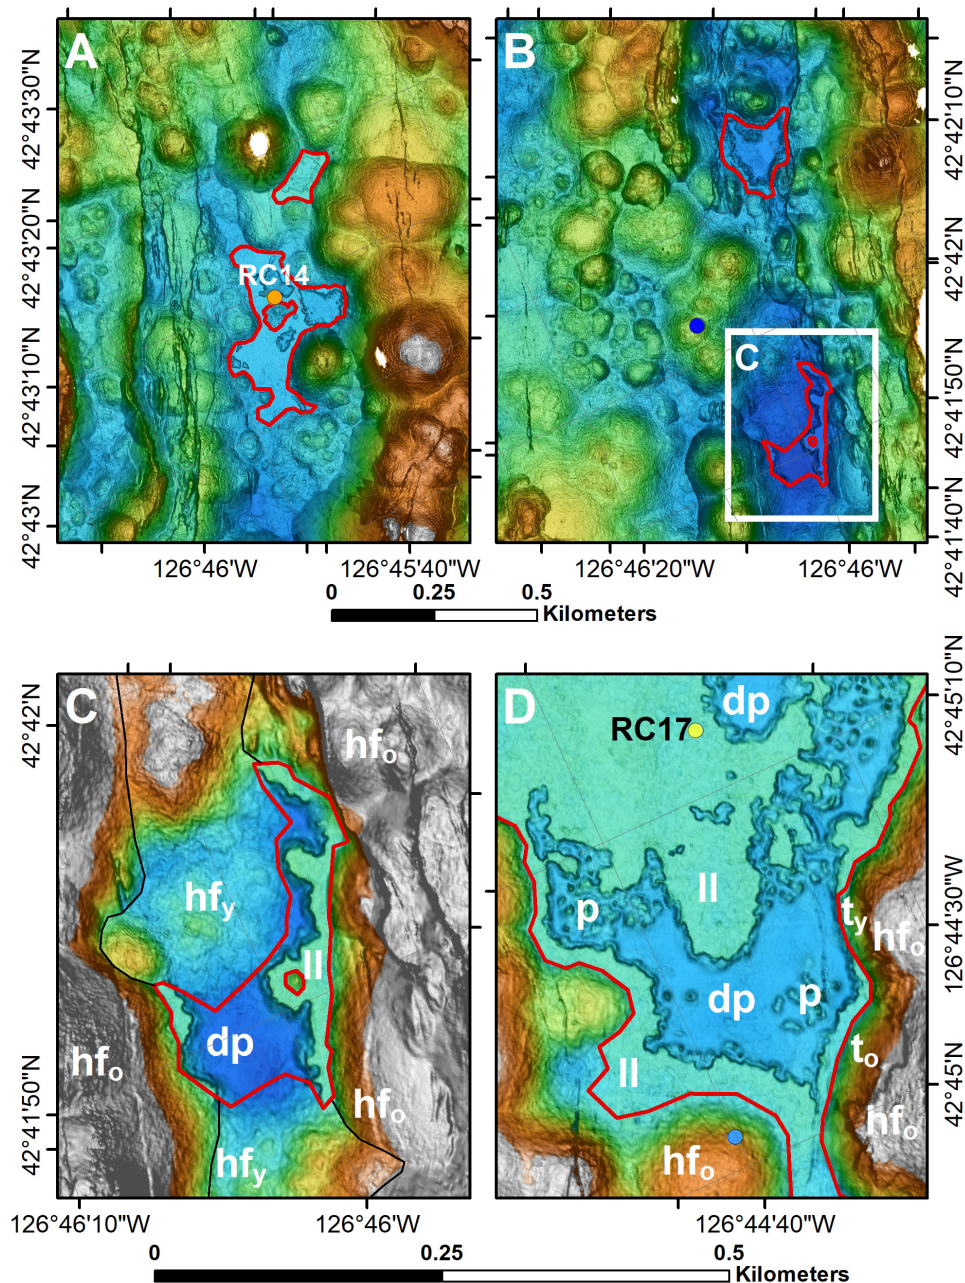 A
B
42°43'30"N
42°43'20"N
42°43'10"N
42°43'N
RC14
C
42°42'10"N
42°42'N
42°41'50"N
42°41'40"N
126°46'W
126°45'40"W
126°46'20"W
126°46'W
0 0.25 0.5
Kilometers
C
D
42°42'N
42°41'50"N
hfo
hfy
ll
dp
hfo
hfo
hfy
dp
RC17
ll
p
ty
hfo
dp
p
to
ll
hfo
hfo
42°45'10"N
126°44'30"W
42°45'N
126°46'10"W
126°46'W
126°44'40"W
0 0.25 0.5
Kilometers